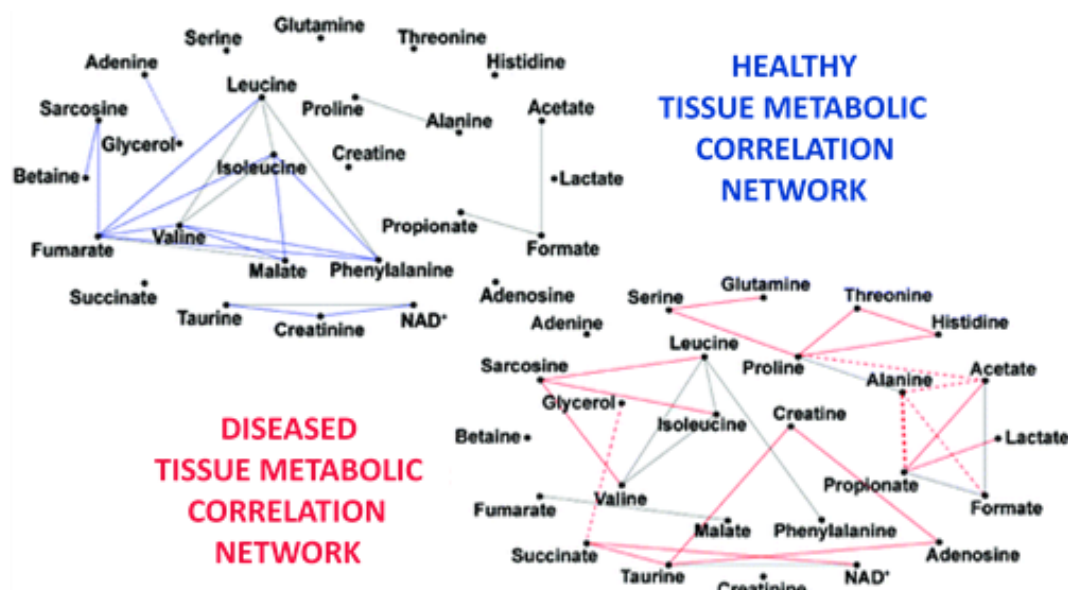 Glutamine
Serine
Threonine
Adenine
Histidine
Leucine
Sarcosine
Proline
Acetate
Alanine
Glycerol
Creatine
Isoleucine
Betaine
Lactate
Propionate
Valine
Fumarate
Formate
Malate
Phenylalanine
Succinate
Adenosine
Taurine
NAD+
Creatinine
HEALTHY
TISSUE METABOLIC
CORRELATION
NETWORK
Glutamine
Serine
Threonine
Adenine
Histidine
Leucine
Proline
Sarcosine
Acetate
Alanine
Glycerol
Creatine
Isoleucine
Betaine
Lactate
Propionate
Valine
Fumarate
Formate
Malate
Phenylalanine
Succinate
Adenosine
Taurine
NAD+
Creatinine
DISEASED
TISSUE METABOLIC
CORRELATION
NETWORK